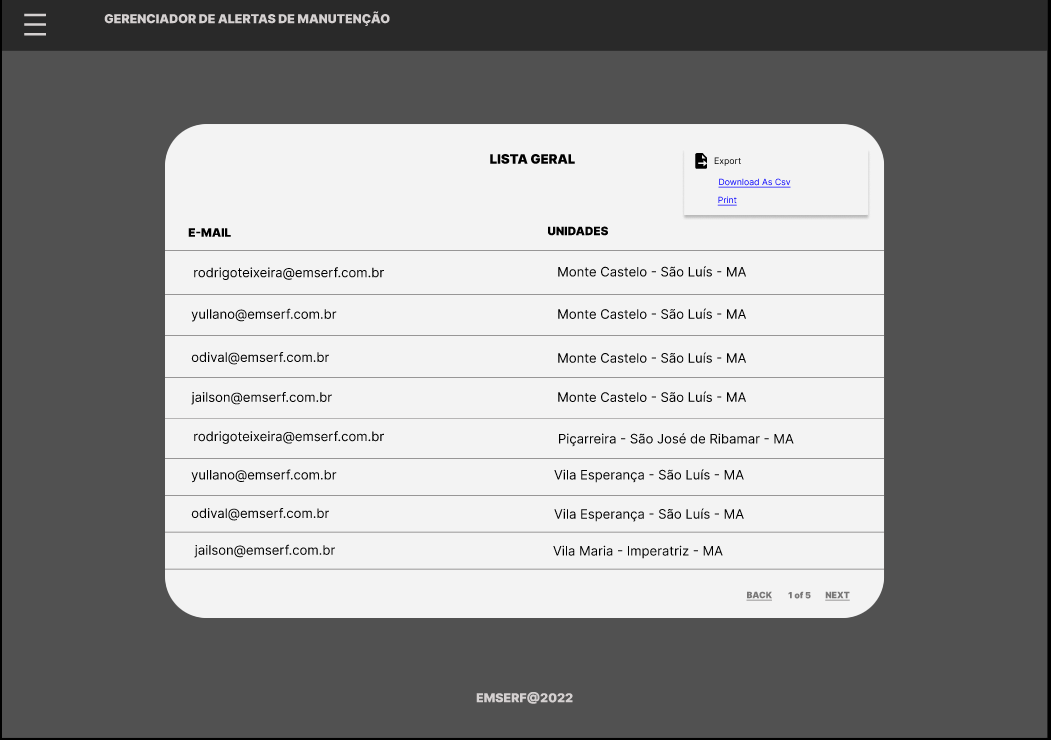 GERENCIADOR DE ALERTAS DE MANUTENÇÃO
LISTA GERAL
Export
Download As Csv
Print
E-MAIL UNIDADES
rodrigoteixeira@emserf.com.br Monte Castelo - São Luís - MA
yullano@emserf.com.br Monte Castelo - São Luís - MA
odival@emserf.com.br Monte Castelo - São Luís - MA
jailson@emserf.com.br Monte Castelo - São Luís - MA
rodrigoteixeira@emserf.com.br Piçarreira - São José de Ribamar - MA
yullano@emserf.com.br Vila Esperança - São Luís - MA
odival@emserf.com.br Vila Esperança - São Luís - MA
jailson@emserf.com.br Vila Maria - Imperatriz - MA
BACK 1 of 5 NEXT
EMSERF@2022